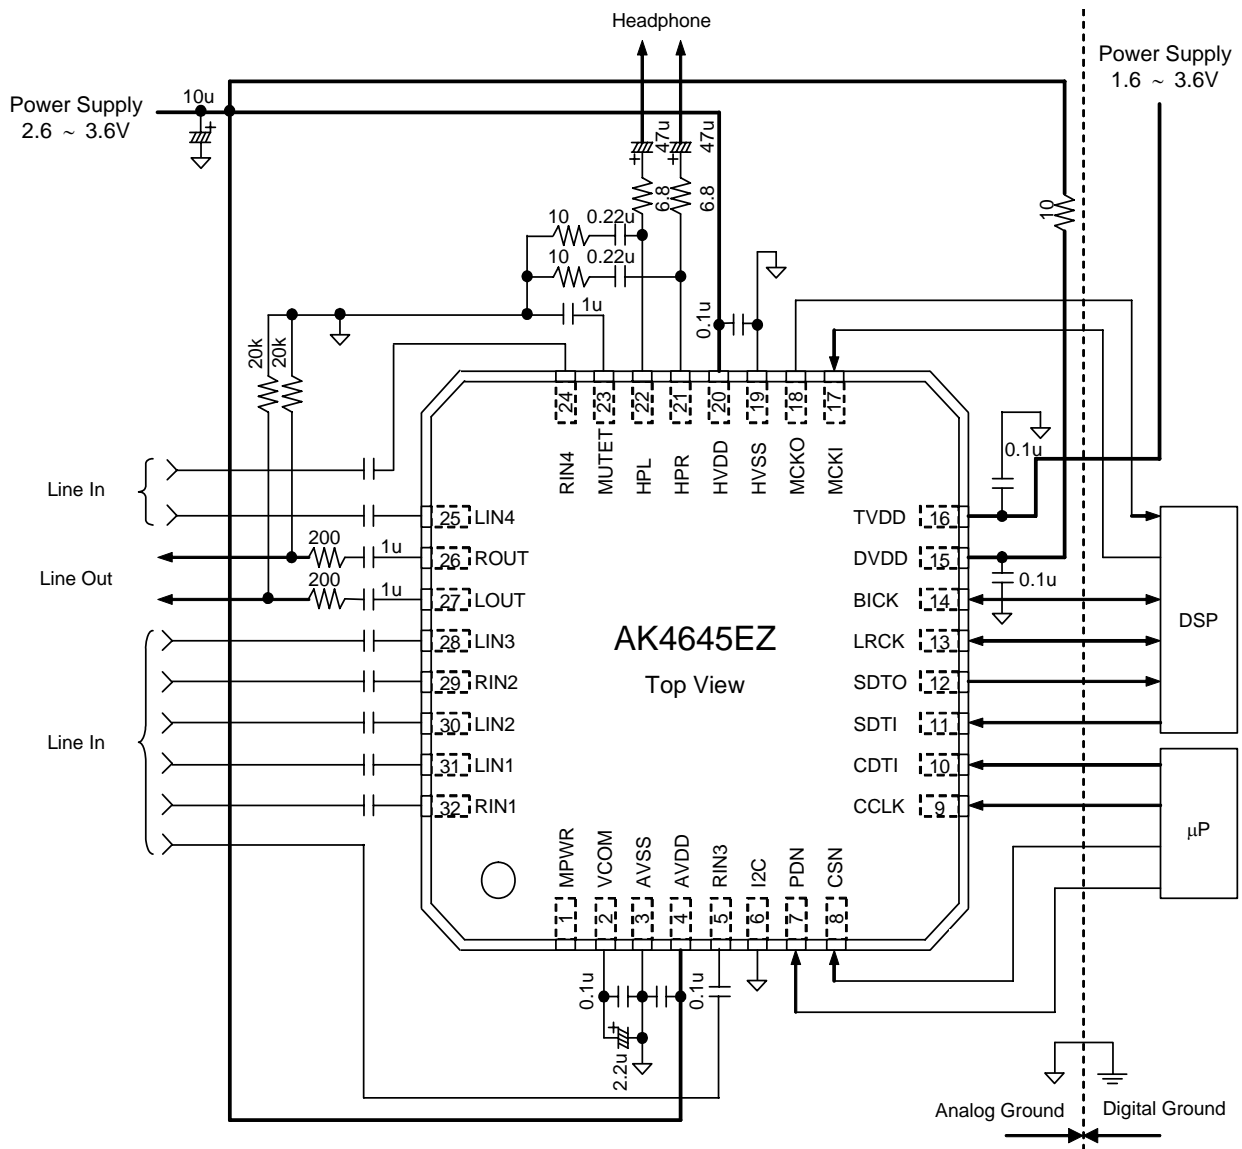 Headphone
Power Supply
1.6 ~ 3.6V
Power Supply
2.6 ~ 3.6V
10u
47u
47u
6.8
6.8
10
10
0.22u
10
0.22u
1u
0.1u
20k
20k
24
23
22
21
20
19
18
17
RIN4
MUTET
HPL
HPR
HVDD
HVSS
MCKO
MCKI
0.1u
Line In
25 LIN4
TVDD 16
200
1u
26 ROUT
DVDD 15
0.1u
Line Out
200
1u
27 LOUT
BICK 14
DSP
28 LIN3
AK4645EZ
LRCK 13
29 RIN2
Top View
SDTO 12
30 LIN2
SDTI 11
Line In
31 LIN1
CDTI 10
32 RIN1
CCLK 9
μP
MPWR
VCOM
AVSS
AVDD
RIN3
I2C
PDN
CSN
1
2
3
4
5
6
7
8
0.1u
0.1u
2.2u
Analog Ground
Digital Ground